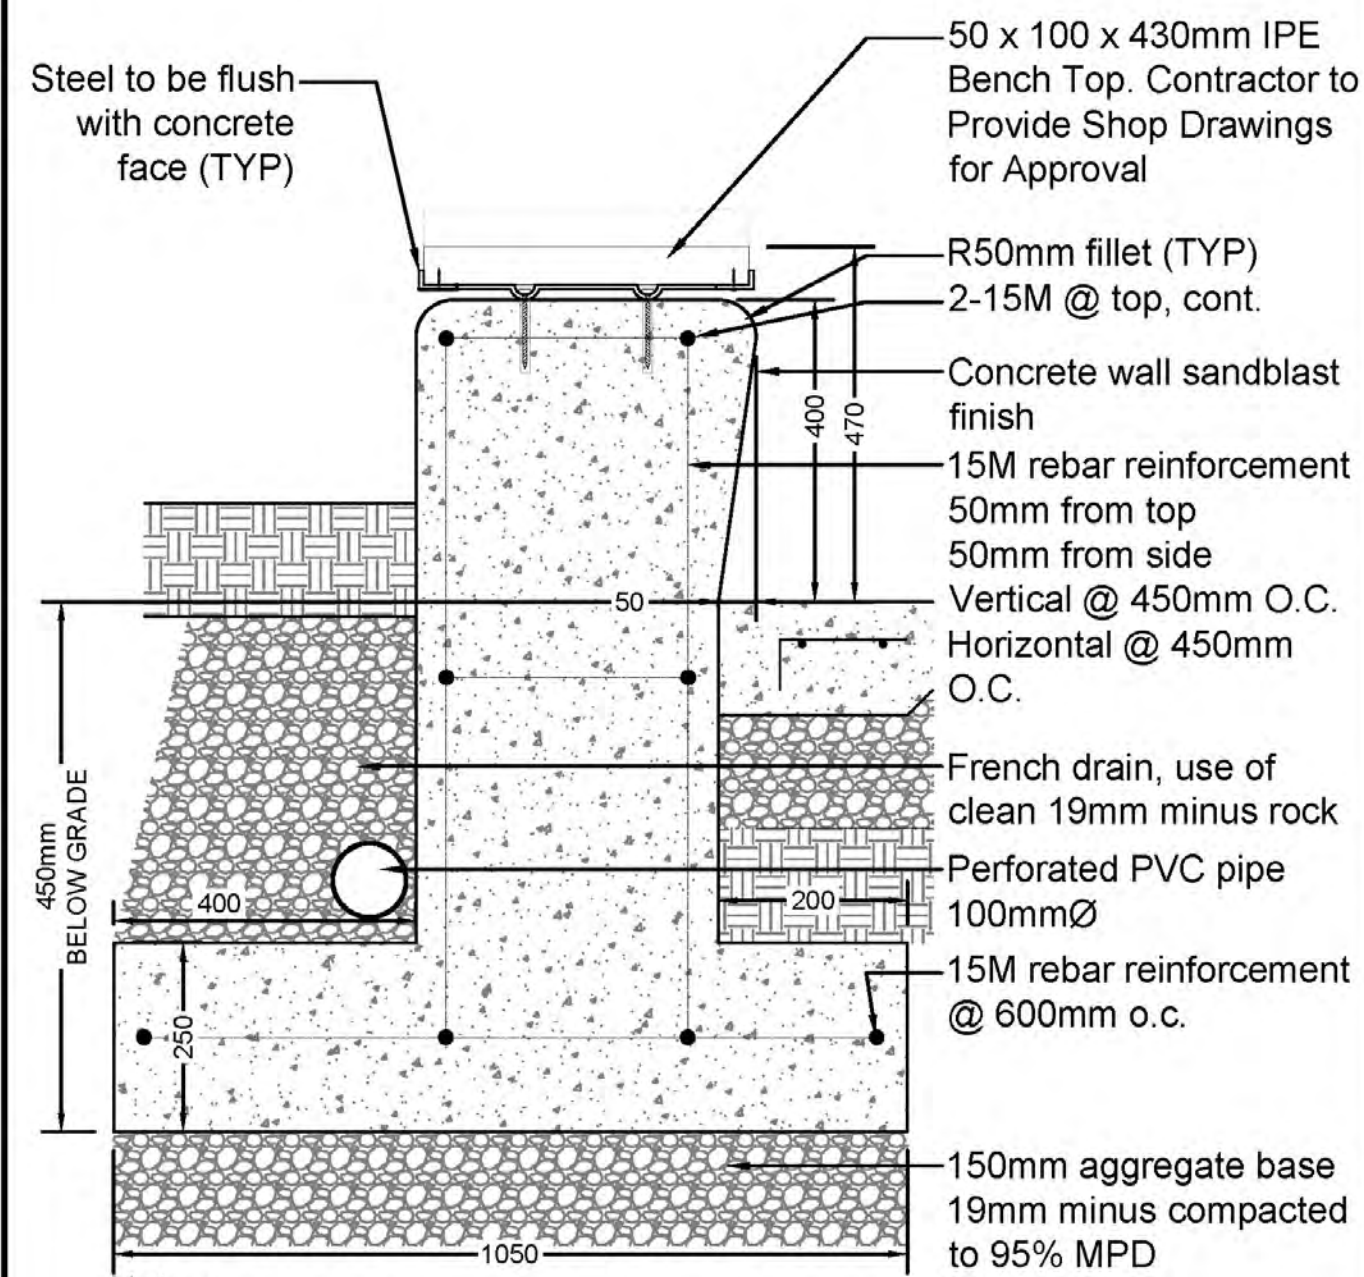 Steel to be flush
with concrete
face (TYP)
50 x 100 x 430mm IPE
Bench Top. Contractor to
Provide Shop Drawings
for Approval
R50mm fillet (TYP)
2-15M @ top, cont.
Concrete wall sandblast
finish
400
470
15M rebar reinforcement
50mm from top
50mm from side
Vertical @ 450mm O.C.
Horizontal @ 450mm
O.C.
50
French drain, use of
clean 19mm minus rock
Perforated PVC pipe
100mmØ
450mm
BELOW GRADE
400
200
250
15M rebar reinforcement
@ 600mm o.c.
150mm aggregate base
19mm minus compacted
to 95% MPD
1050